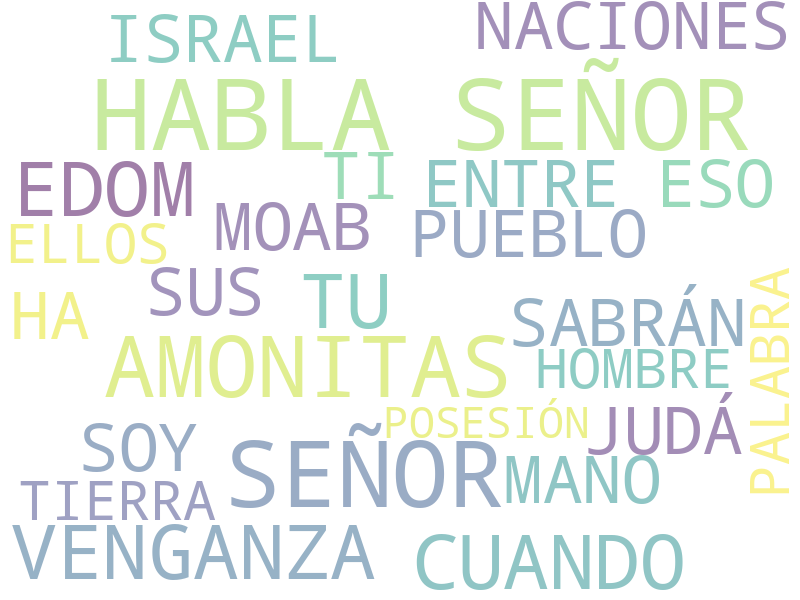 NACIONES
ISRAEL
HABLA SEÑOR
TI
ENTRE
ESO
EDOM
MOAB
PUEBLO
ELLOS
SUS
TU
HA
SABRÁN
PALABRA
AMONITAS
HOMBRE
POSESIÓN
JUDÁ
SOY
SEÑOR
MANO
TIERRA
VENGANZA
CUANDO